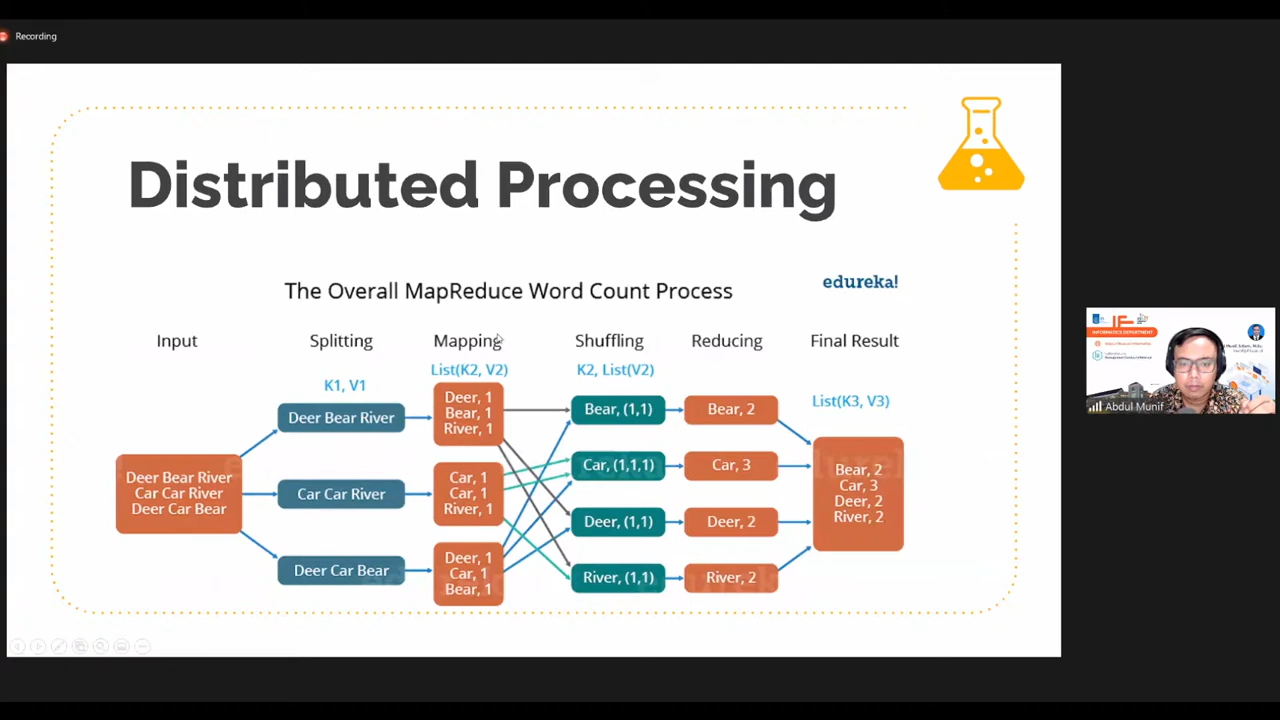 Recording
Distributed Processing
edureka!
The Overall MapReduce Word Count Process
Input
Splitting
Mapping
Shuffling
Reducing
Final Result
K1, V1
List(K2, V2)
K2, List(V2)
List(K3, V3)
Deer Bear River
Car Car River
Deer Car Bear
Deer Bear River
Car Car River
Deer Car Bear
Deer, 1
Bear, 1
River, 1
Car, 1
Car, 1
River, 1
Deer, 1
Car, 1
Bear, 1
Bear, (1,1)
Car, (1,1,1)
Deer, (1,1)
River, (1,1)
Bear, 2
Car, 3
Deer, 2
River, 2
Bear, 2
Car, 3
Deer, 2
River, 2
IF
INFORMATICS DEPARTMENT
Abdul Munif